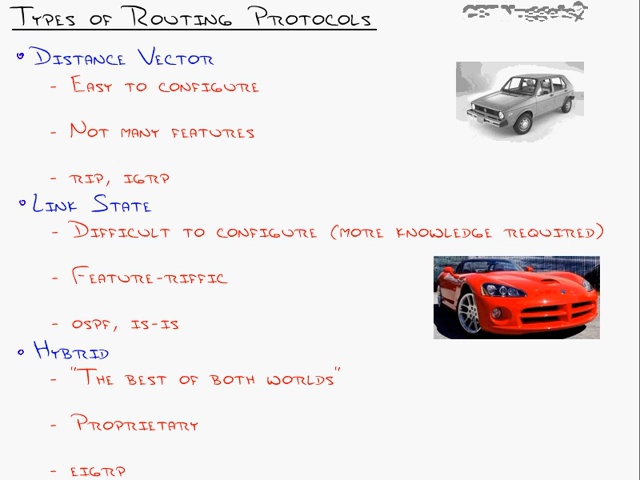 Types of Routing Protocols
Distance Vector
- Easy to configure
- Not many features
- RIP, IGRP
Link State
- Difficult to configure (more knowledge required)
- Feature-riffic
- OSPF, IS-IS
Hybrid
- "The best of both worlds"
- Proprietary
- EIGRP